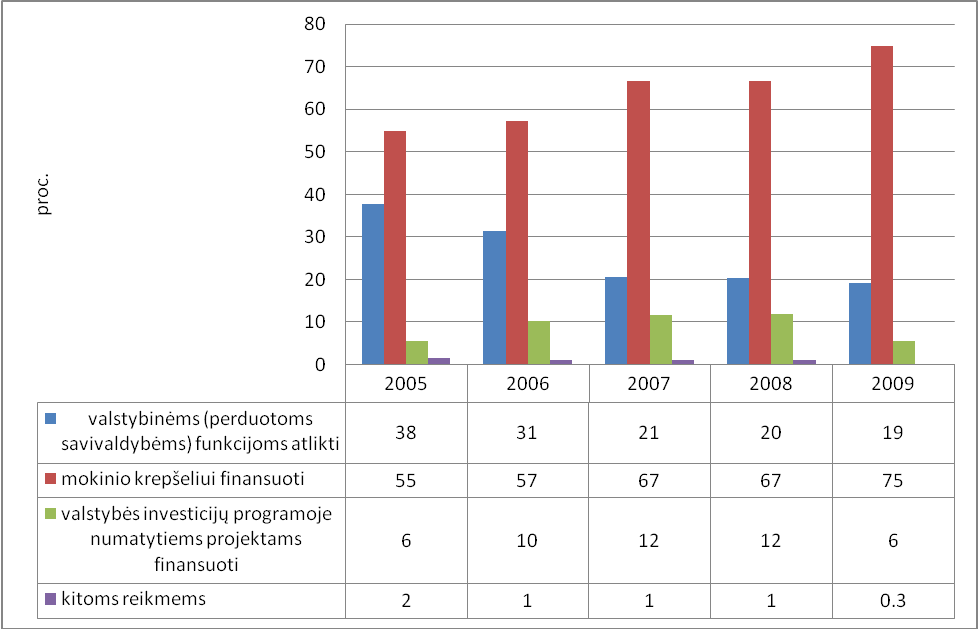 80
70
60
50
40
30
20
10
0
proc.
2005 2006 2007 2008 2009
valstybinėms (perduotoms
savivaldybėms) funkcijoms atlikti
38 31 21 20 19
mokinio krepšeliui finansuoti
55 57 67 67 75
valstybės investicijų programoje
numatytiems projektams
finansuoti
6 10 12 12 6
kitoms reikmems
2 1 1 1 0.3